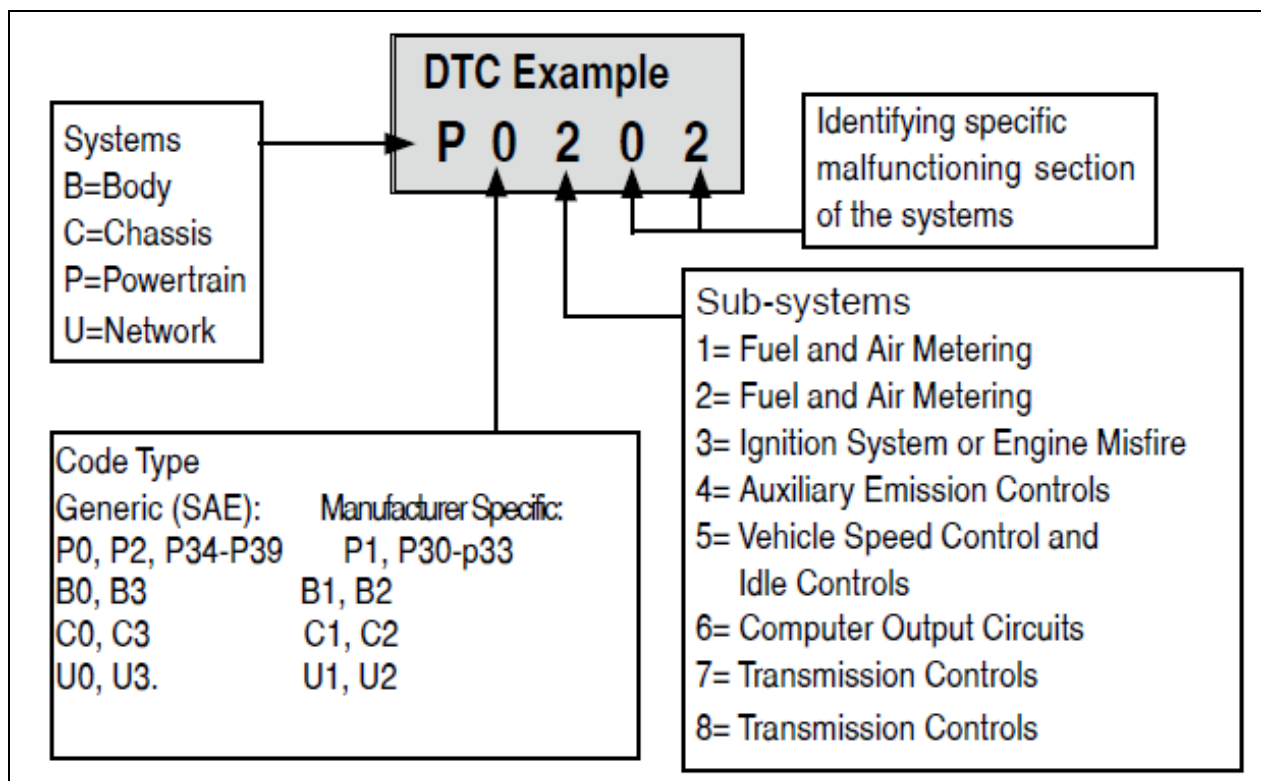 DTC Example
P 0 2 0 2
Systems
B=Body
C=Chassis
P=Powertrain
U=Network
Identifying specific
malfunctioning section
of the systems
Code Type
Generic (SAE): Manufacturer Specific:
P0, P2, P34-P39 P1, P30-p33
B0, B3 B1, B2
C0, C3 C1, C2
U0, U3. U1, U2
Sub-systems
1= Fuel and Air Metering
2= Fuel and Air Metering
3= Ignition System or Engine Misfire
4= Auxiliary Emission Controls
5= Vehicle Speed Control and
Idle Controls
6= Computer Output Circuits
7= Transmission Controls
8= Transmission Controls